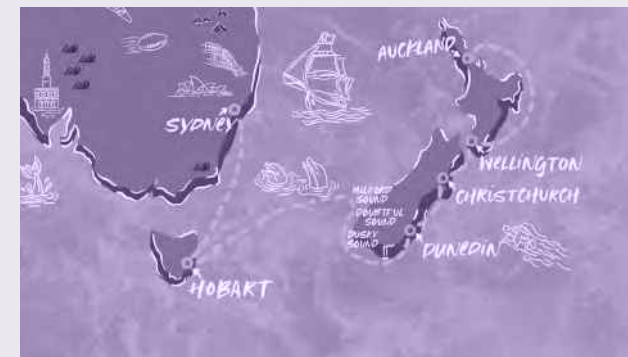 AUCKLAND
SYDNEY
WELLINGTON
CHRISTCHURCH
MILFORD
SOUND
DOUBTFUL
SOUND
DUSKY
SOUND
DUNEDIN
HOBART